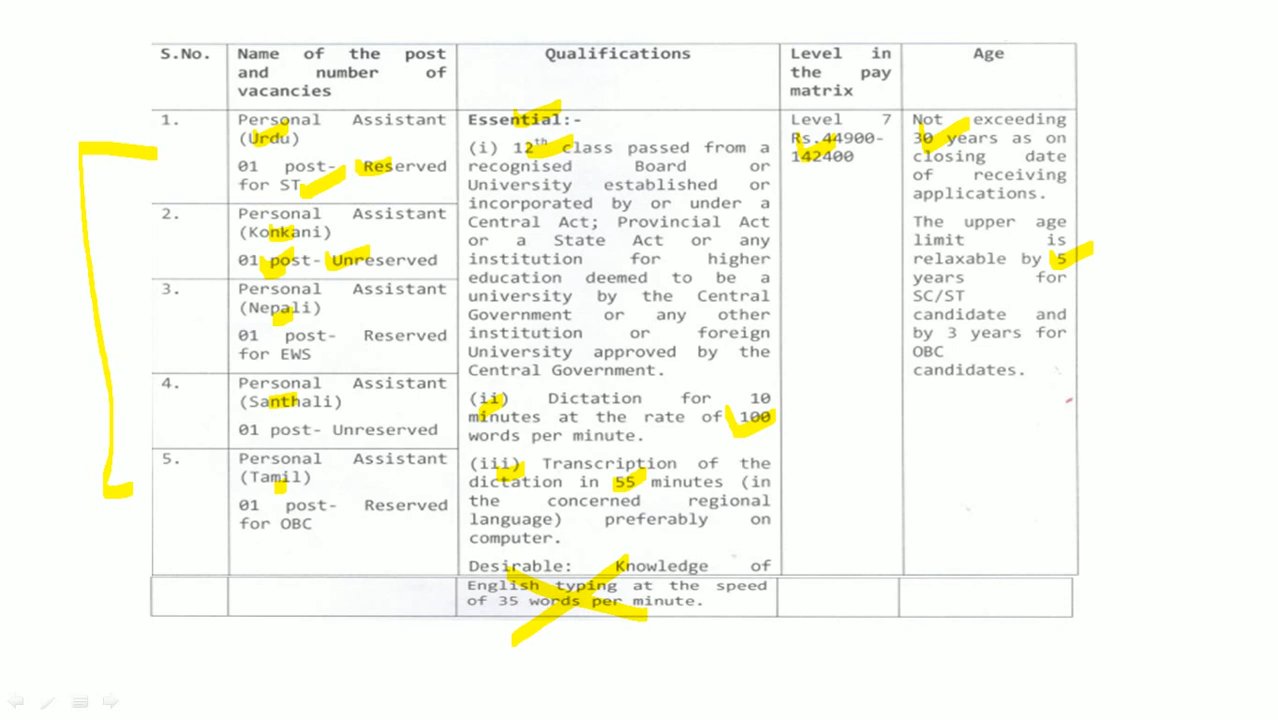 S.No.
Name of the post
and number of
vacancies
Qualifications
Level in
the pay
matrix
Age
1.
Personal Assistant
(Urdu)
01 post- Reserved
for ST
2.
Personal Assistant
(Konkani)
01 post- Unreserved
3.
Personal Assistant
(Nepali)
01 post- Reserved
for EWS
4.
Personal Assistant
(Santhali)
01 post- Unreserved
5.
Personal Assistant
(Tamil)
01 post- Reserved
for OBC
Essential:-
(i) 12th class passed from a
recognised Board or
University established or
incorporated by or under a
Central Act; Provincial Act
or a State Act or any
institution for higher
education deemed to be a
university by the Central
Government or any other
institution or foreign
University approved by the
Central Government.
(ii) Dictation for 10
minutes at the rate of 100
words per minute.
(iii) Transcription of the
dictation in 55 minutes (in
the concerned regional
language) preferably on
computer.
Desirable: Knowledge of
English typing at the speed
of 35 words per minute.
Level 7
Rs.44900-
142400
Not exceeding
30 years as on
closing date
of receiving
applications.
The upper age
limit is
relaxable by 5
years for
SC/ST
candidate and
by 3 years for
OBC
candidates.